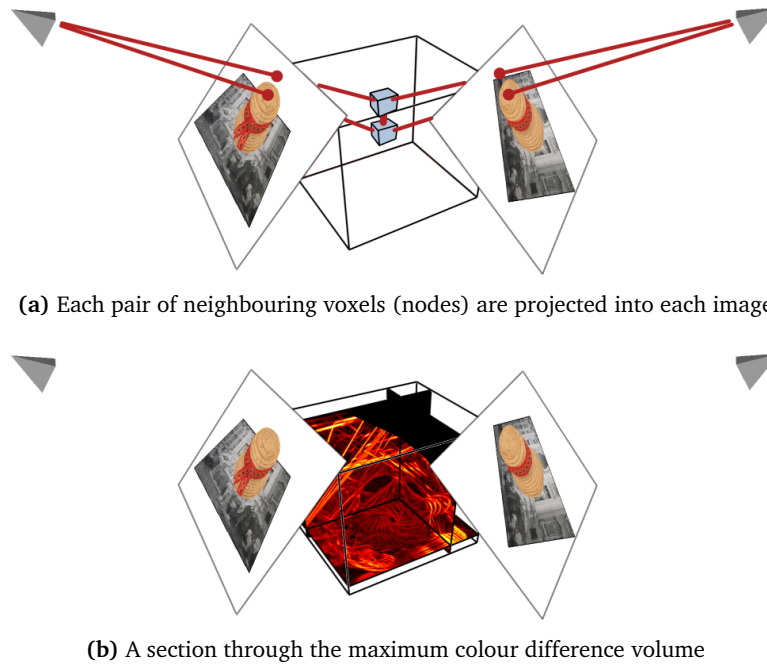 (a) Each pair of neighbouring voxels (nodes) are projected into each image
(b) A section through the maximum colour difference volume